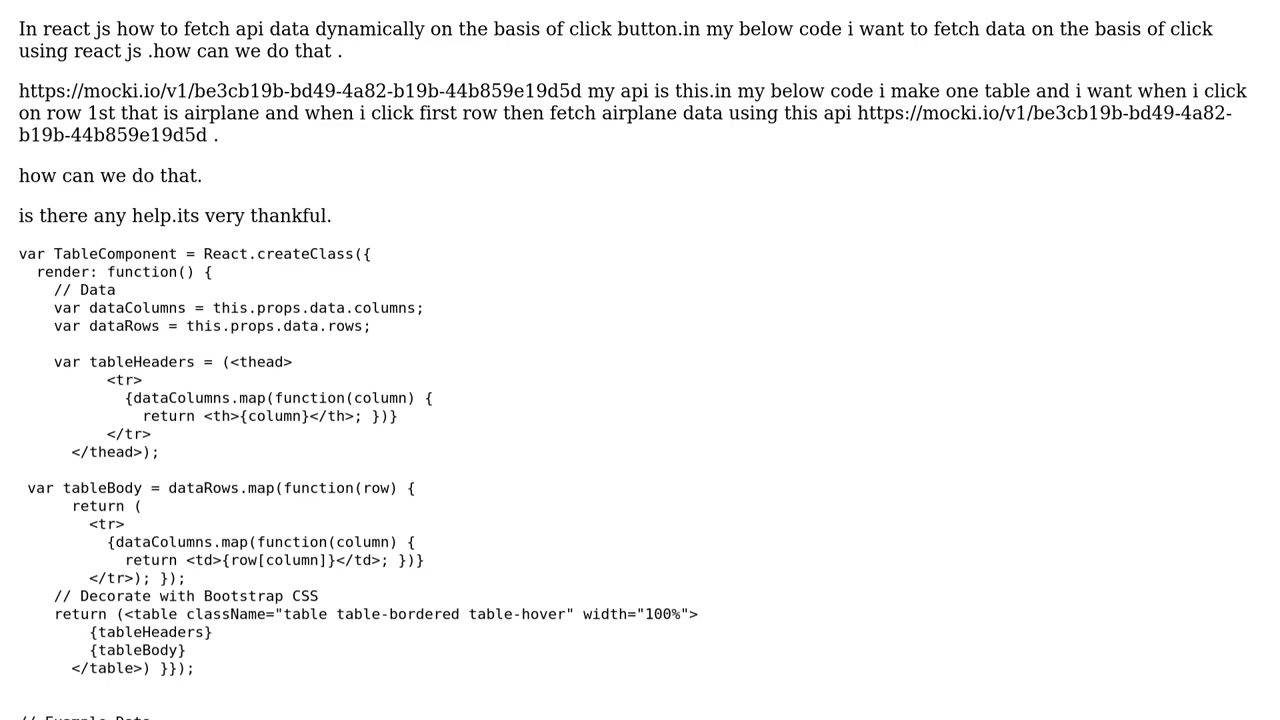 In react js how to fetch api data dynamically on the basis of click button.in my below code i want to fetch data on the basis of click
using react js .how can we do that .
https://mocki.io/v1/be3cb19b-bd49-4a82-b19b-44b859e19d5d my api is this.in my below code i make one table and i want when i click
on row 1st that is airplane and when i click first row then fetch airplane data using this api https://mocki.io/v1/be3cb19b-bd49-4a82-
b19b-44b859e19d5d .
how can we do that.
is there any help.its very thankful.
var TableComponent = React.createClass({
  render: function() {
    // Data
    var dataColumns = this.props.data.columns;
    var dataRows = this.props.data.rows;
    var tableHeaders = (<thead>
          <tr>
            {dataColumns.map(function(column) {
              return <th>{column}</th>; })}
          </tr>
      </thead>);
 var tableBody = dataRows.map(function(row) {
      return (
        <tr>
          {dataColumns.map(function(column) {
            return <td>{row[column]}</td>; })}
        </tr>); });
    // Decorate with Bootstrap CSS
    return (<table className="table table-bordered table-hover" width="100%">
        {tableHeaders}
        {tableBody}
      </table>) }});
// Example Data